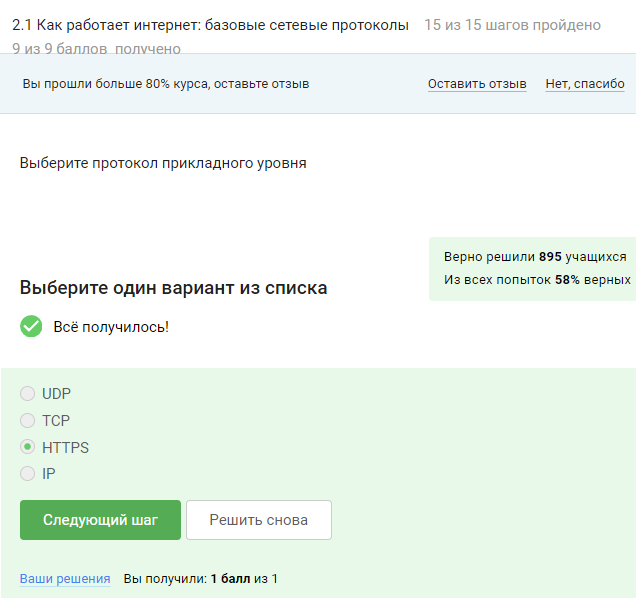 2.1 Как работает интернет: базовые сетевые протоколы 15 из 15 шагов пройдено
9 из 9 баллов получено
Вы прошли больше 80% курса, оставьте отзыв Оставить отзыв Нет, спасибо
Выберите протокол прикладного уровня
Верно решили 895 учащихся
Из всех попыток 58% верных
Выберите один вариант из списка
Всё получилось!
UDP
TCP
HTTPS
IP
Следующий шаг Решить снова
Ваши решения Вы получили: 1 балл из 1